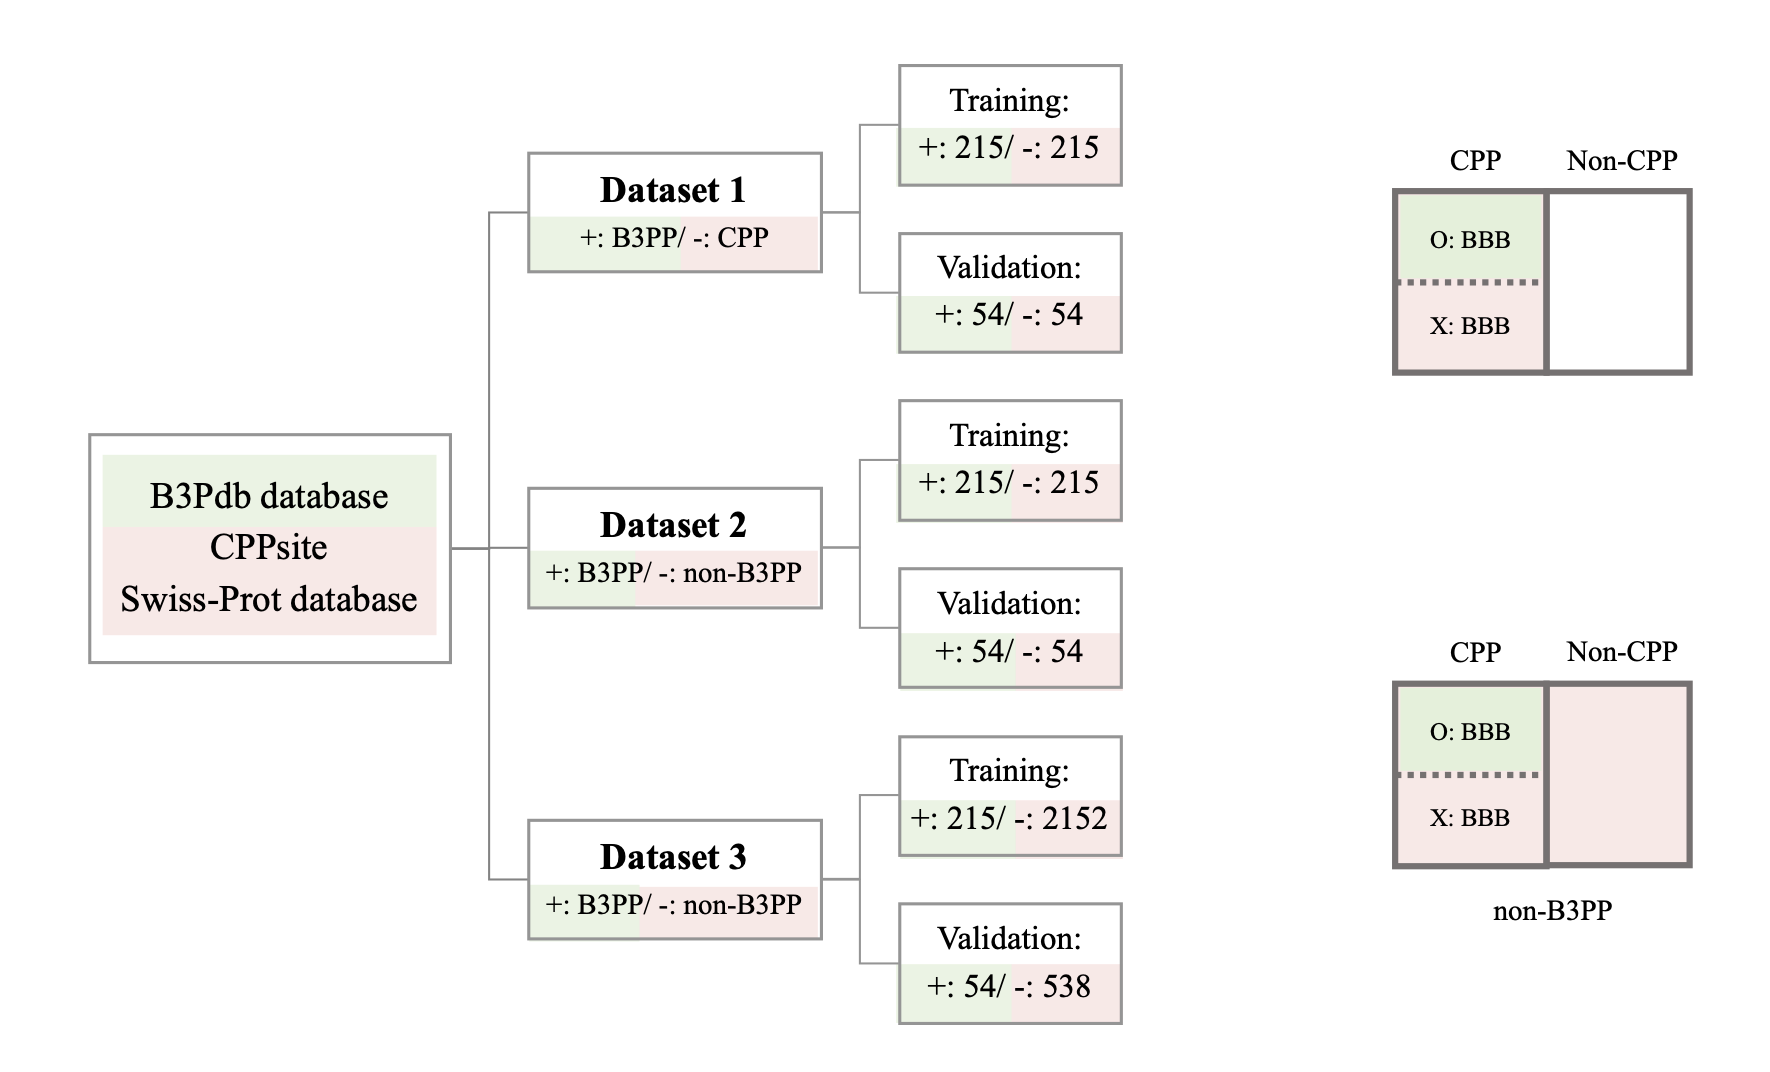 B3Pdb database
CPPsite
Swiss-Prot database
Dataset 1
+: B3PP/ -: CPP
Training:
+: 215/ -: 215
Validation:
+: 54/ -: 54
Dataset 2
+: B3PP/ -: non-B3PP
Training:
+: 215/ -: 215
Validation:
+: 54/ -: 54
Dataset 3
+: B3PP/ -: non-B3PP
Training:
+: 215/ -: 2152
Validation:
+: 54/ -: 538
CPP Non-CPP
O: BBB
X: BBB
CPP Non-CPP
O: BBB
X: BBB
non-B3PP